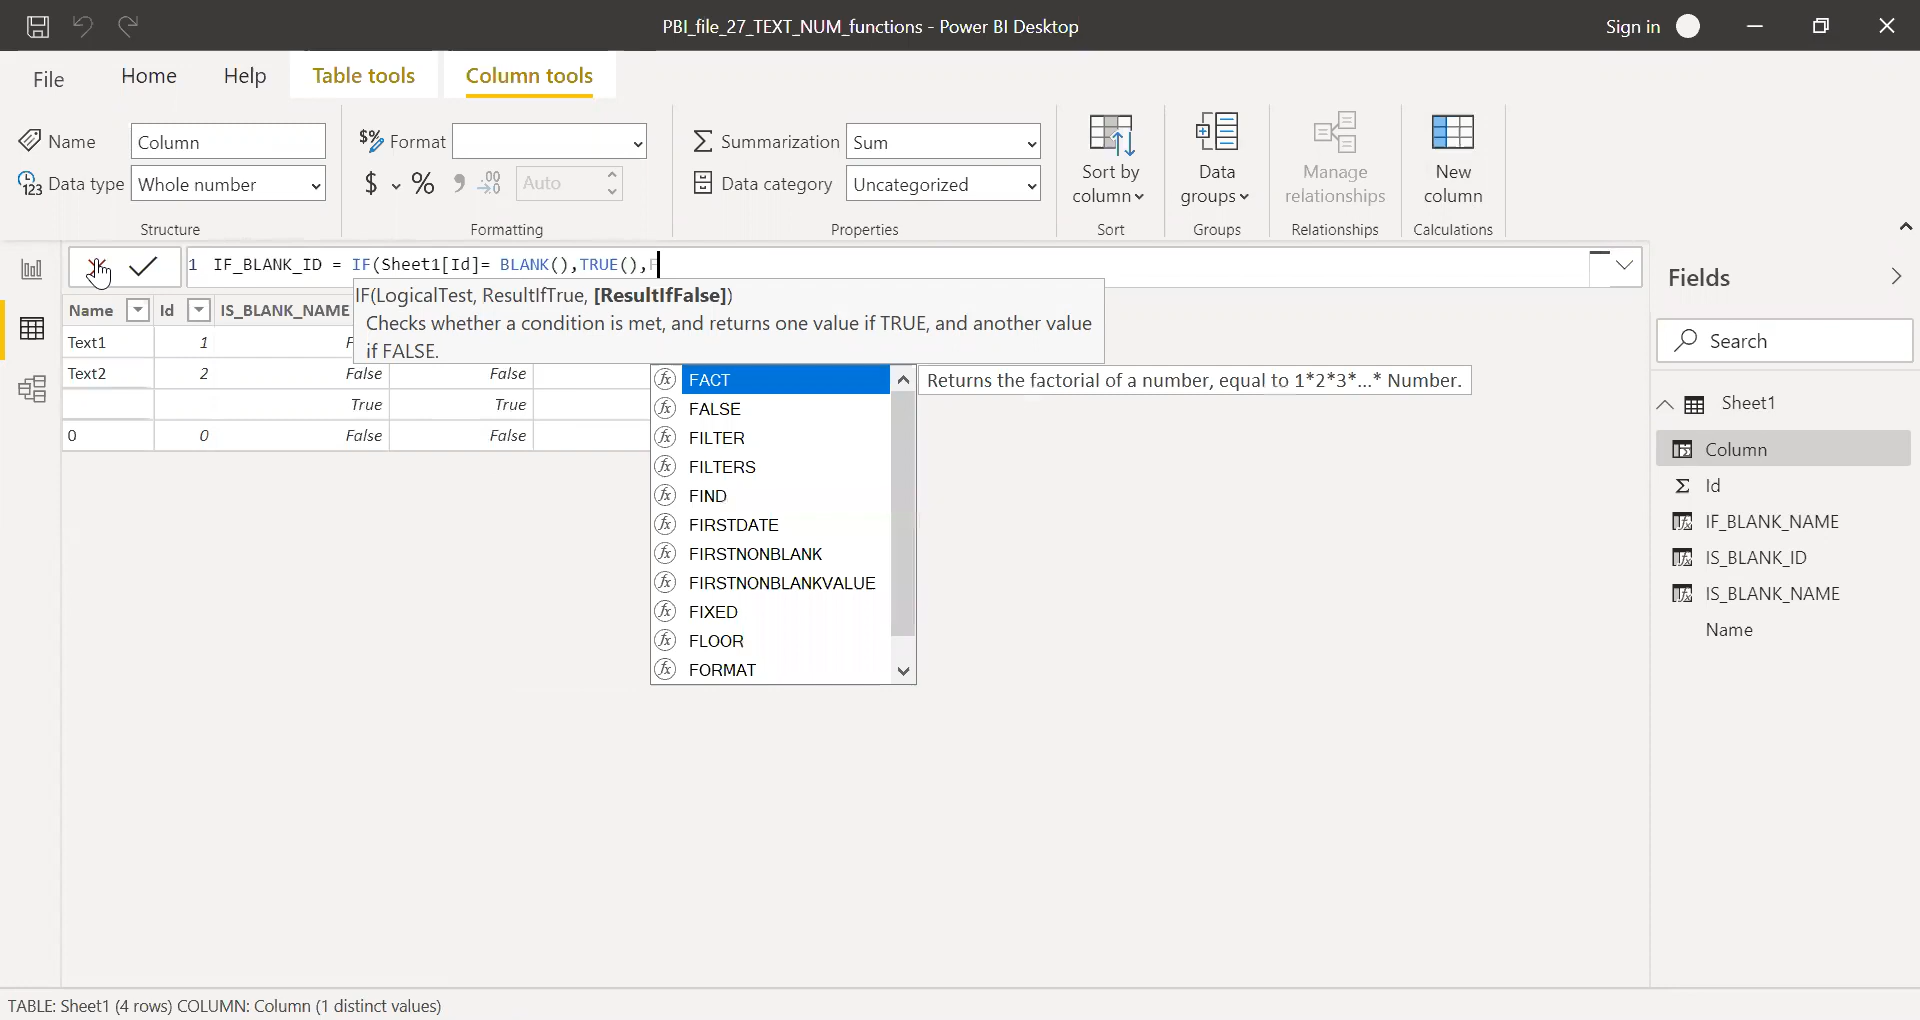 PBI_file_27_TEXT_NUM_functions - Power BI Desktop
Sign in
File Home Help Table tools Column tools
Name Column
Data type Whole number
Structure
$% Format
$ % Auto
Formatting
Summarization Sum
Data category Uncategorized
Properties
Sort by
column
Sort
Data
groups
Groups
Manage
relationships
Relationships
New
column
Calculations
1 IF_BLANK_ID = IF(Sheet1[Id]= BLANK(),TRUE(),F
IF(LogicalTest, ResultIfTrue, [ResultIfFalse])
Checks whether a condition is met, and returns one value if TRUE, and another value
if FALSE.
Name Id IS_BLANK_NAME
Text1 1 F
Text2 2 False False
True True
0 0 False False
FACT
FALSE
FILTER
FILTERS
FIND
FIRSTDATE
FIRSTNONBLANK
FIRSTNONBLANKVALUE
FIXED
FLOOR
FORMAT
Returns the factorial of a number, equal to 1*2*3*...* Number.
Fields
Search
Sheet1
Column
Id
IF_BLANK_NAME
IS_BLANK_ID
IS_BLANK_NAME
Name
TABLE: Sheet1 (4 rows) COLUMN: Column (1 distinct values)